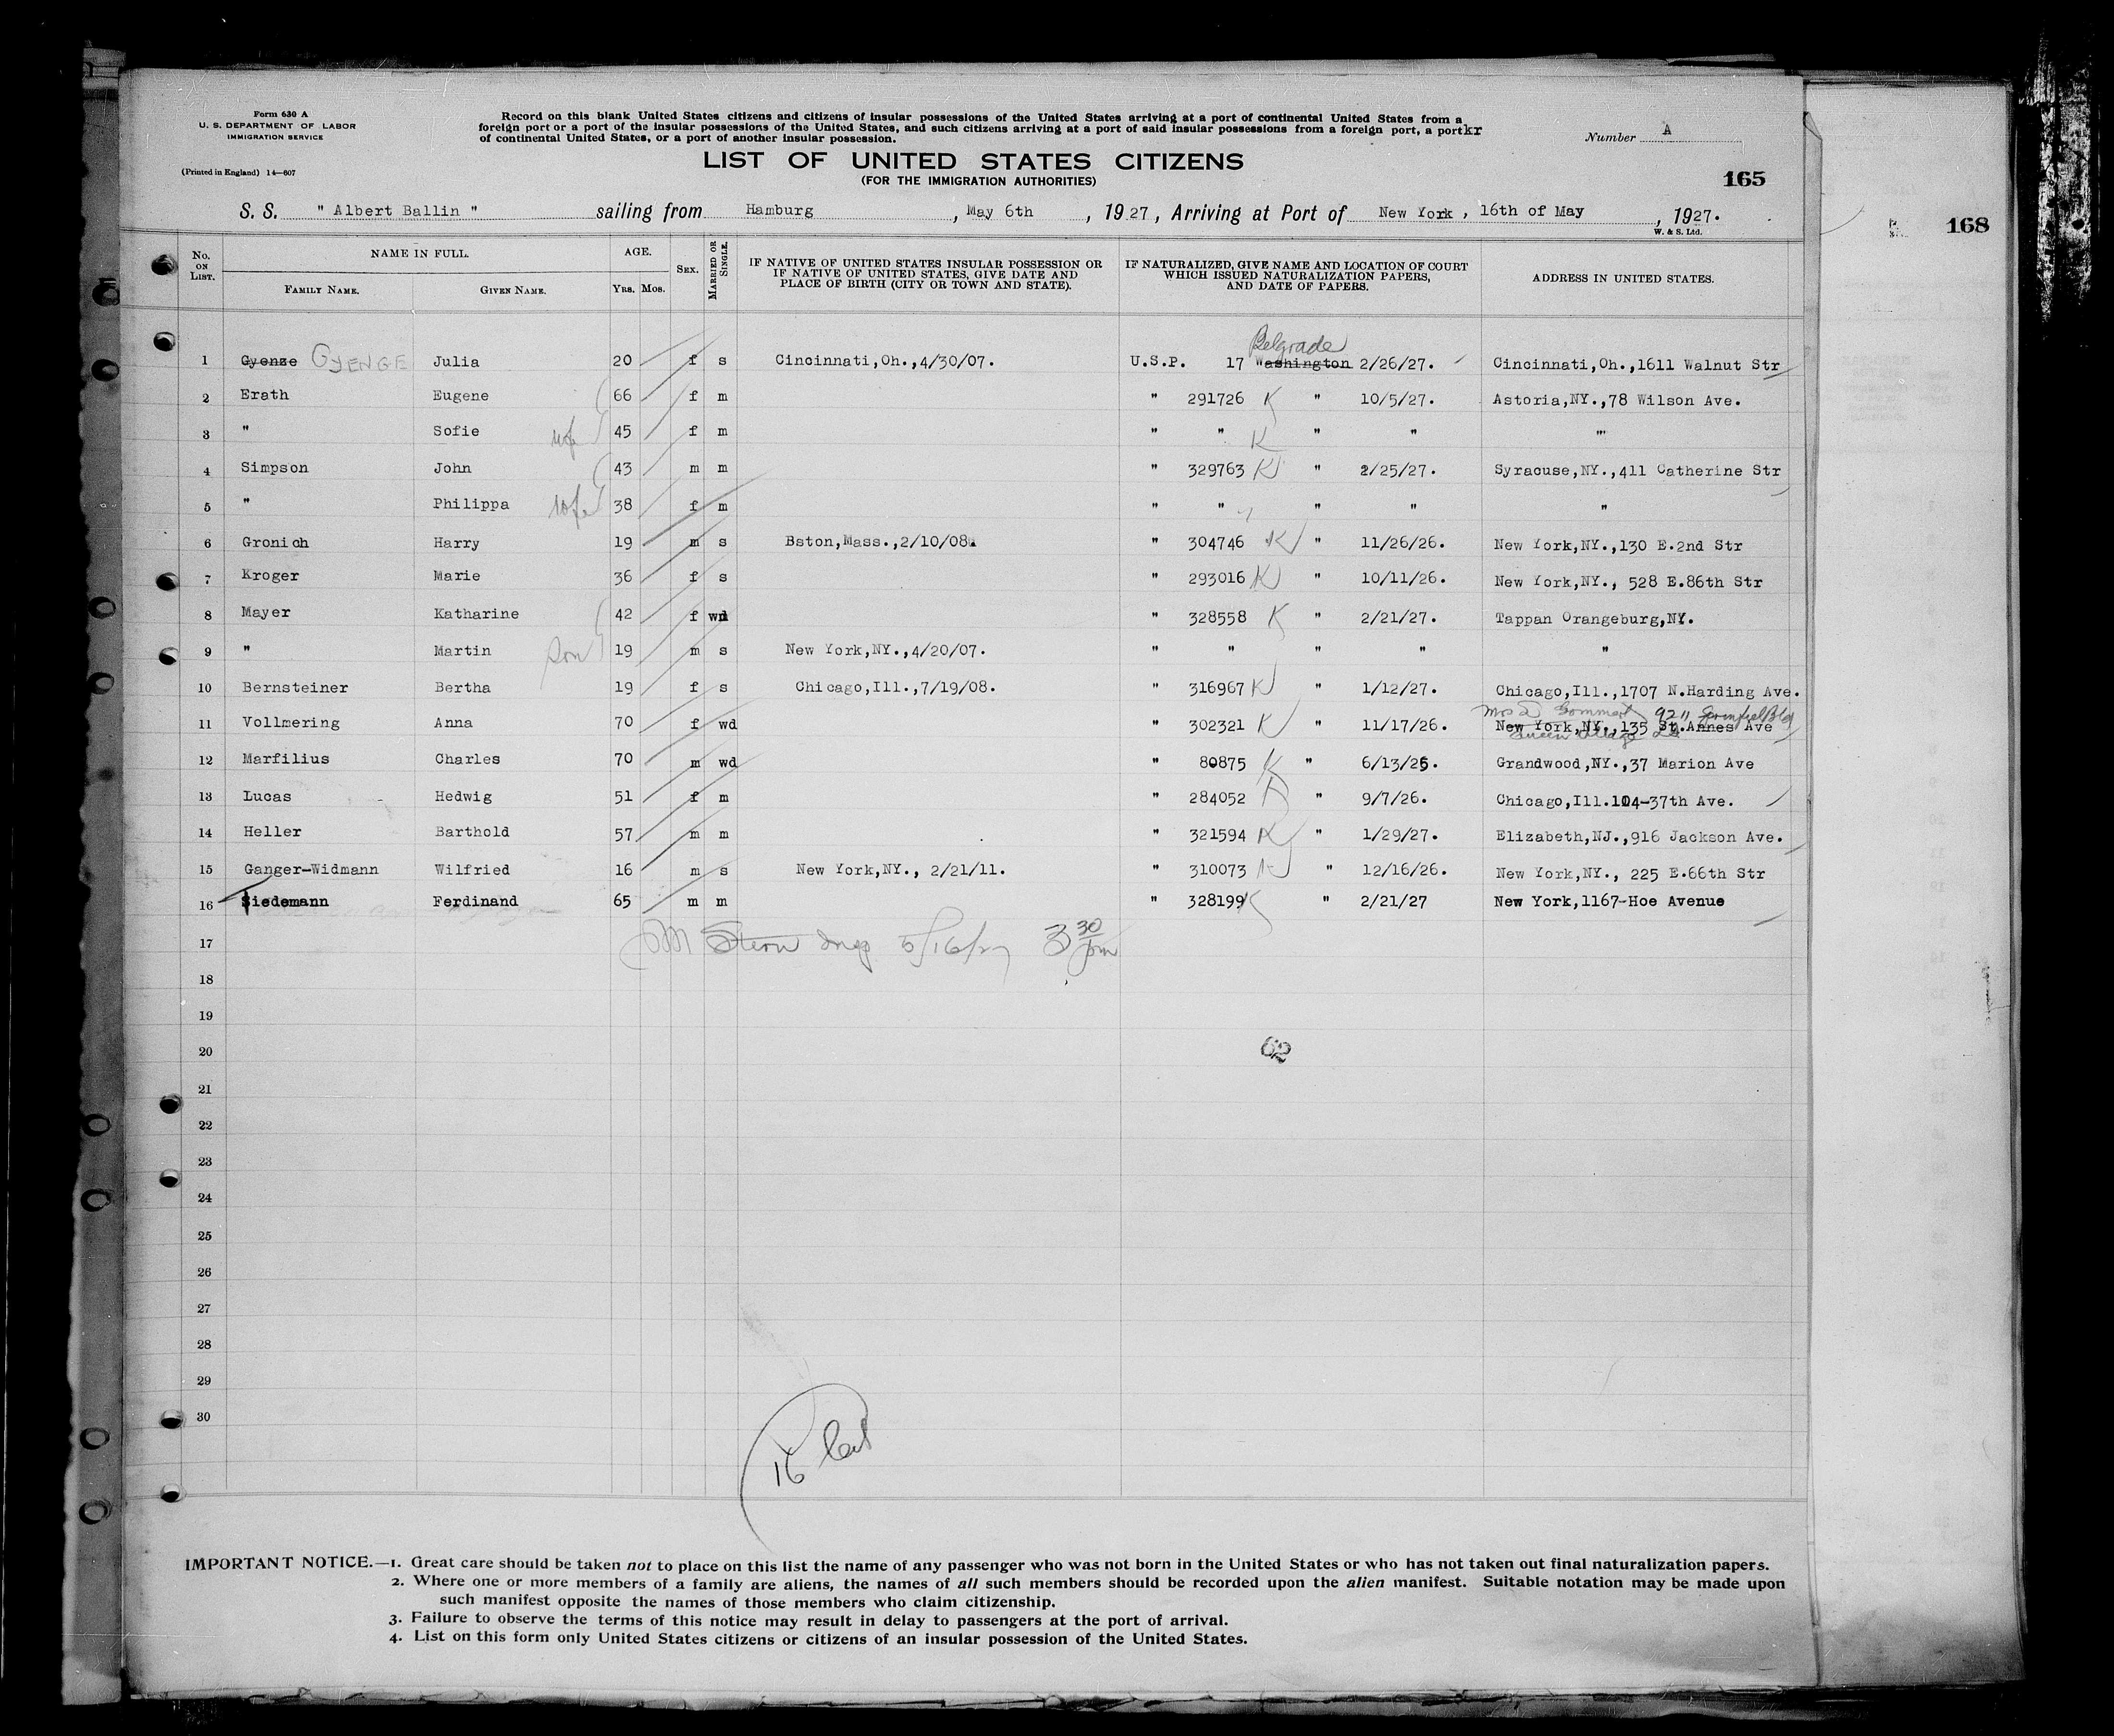 Form 630 A
U. S. DEPARTMENT OF LABOR
IMMIGRATION SERVICE
(Printed in England) 14—607
Record on this blank United States citizens and citizens of insular possessions of the United States arriving at a port of continental United States from a
foreign port or a port of the insular possessions of the United States, and such citizens arriving at a port of said insular possessions from a foreign port, a port kr
of continental United States, or a port of another insular possession.
Number A
LIST OF UNITED STATES CITIZENS
(FOR THE IMMIGRATION AUTHORITIES)
165
168
S. S. " Albert Ballin " sailing from Hamburg, May 6th, 1927, Arriving at Port of New York, 16th of May, 1927.
W. & S. Ltd.
No. ON LIST. NAME IN FULL. FAMILY NAME. GIVEN NAME. AGE. YRS. MOS. SEX. MARRIED OR SINGLE. IF NATIVE OF UNITED STATES INSULAR POSSESSION OR IF NATIVE OF UNITED STATES, GIVE DATE AND PLACE OF BIRTH (CITY OR TOWN AND STATE). IF NATURALIZED, GIVE NAME AND LOCATION OF COURT WHICH ISSUED NATURALIZATION PAPERS, AND DATE OF PAPERS. ADDRESS IN UNITED STATES.
Belgrade
1 Gyenze GYENGE Julia 20 f s Cincinnati,Oh.,4/30/07. U.S.P. 17 Washington 2/26/27. Cincinnati,Oh.,1611 Walnut Str
2 Erath Eugene 66 f m " 291726 K " 10/5/27. Astoria,NY.,78 Wilson Ave.
3 " Sofie wife 45 f m " " K " " "'
4 Simpson John 43 m m " 329763 K " 2/25/27. Syracuse,NY.,411 Catherine Str
5 " Philippa wife 38 f m " " " " "
6 Gronich Harry 19 m s Bston,Mass.,2/10/08. " 304746 K " 11/26/26. New York,NY.,130 E.2nd Str
7 Kroger Marie 36 f s " 293016 K " 10/11/26. New York,NY., 528 E.86th Str
8 Mayer Katharine 42 f wd " 328558 K " 2/21/27. Tappan Orangeburg,NY.
9 " Martin son 19 m s New York,NY.,4/20/07. " " " " "
10 Bernsteiner Bertha 19 f s Chicago,Ill.,7/19/08. " 316967 K " 1/12/27. Chicago,Ill.,1707 N.Harding Ave.
Mrs 9211
11 Vollmering Anna 70 f wd " 302321 K " 11/17/26. New York,NY.,135 St.Annes Ave
Queen Village
12 Marfilius Charles 70 m wd " 80875 K " 6/13/25. Grandwood,NY.,37 Marion Ave
13 Lucas Hedwig 51 f m " 284052 K " 9/7/26. Chicago,Ill.104-37th Ave.
14 Heller Barthold 57 m m " 321594 K " 1/29/27. Elizabeth,NJ.,916 Jackson Ave.
15 Ganger-Widmann Wilfried 16 m s New York,NY., 2/21/11. " 310073 K " 12/16/26. New York,NY., 225 E.66th Str
16 Siedemann Ferdinand 65 m m " 328199 K " 2/21/27 New York,1167-Hoe Avenue
17 Stern Insp 5/16/27 3 30 pm
18
19
20 62
21
22
23
24
25
26
27
28
29
30
16
IMPORTANT NOTICE.—1. Great care should be taken not to place on this list the name of any passenger who was not born in the United States or who has not taken out final naturalization papers.
2. Where one or more members of a family are aliens, the names of all such members should be recorded upon the alien manifest. Suitable notation may be made upon
such manifest opposite the names of those members who claim citizenship.
3. Failure to observe the terms of this notice may result in delay to passengers at the port of arrival.
4. List on this form only United States citizens or citizens of an insular possession of the United States.